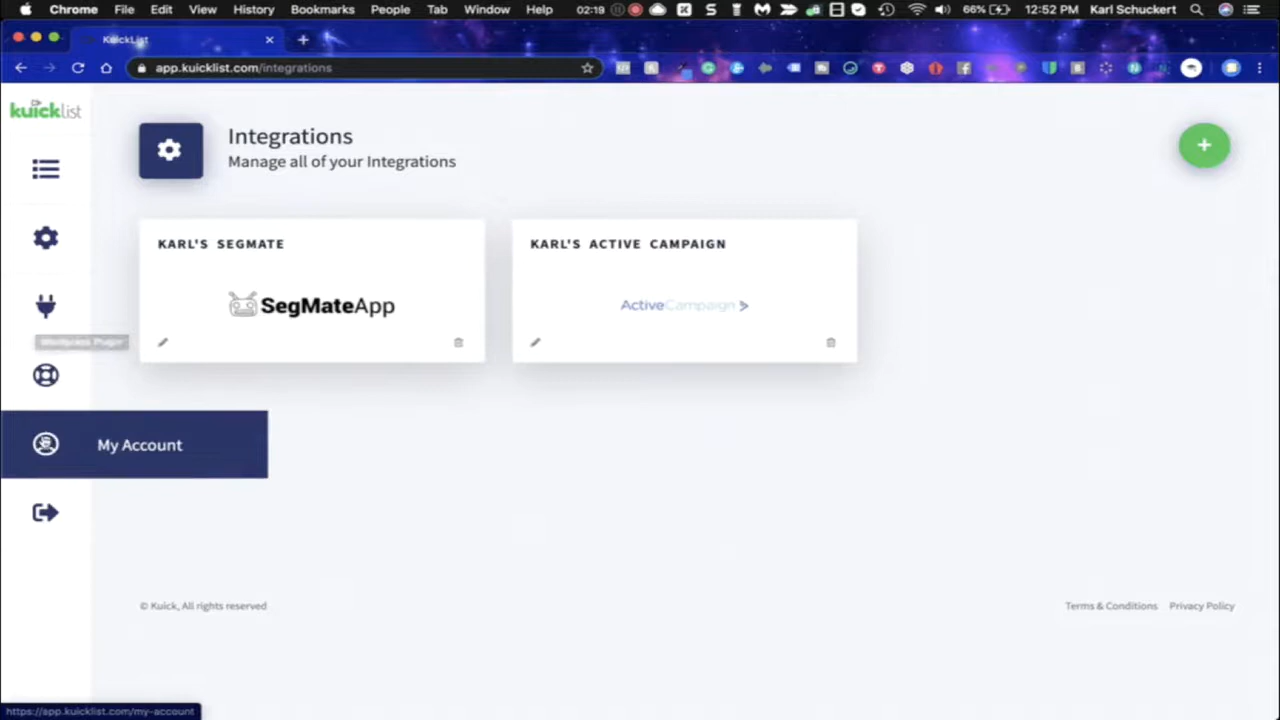 Chrome File Edit View History Bookmarks People Tab Window Help 02:19 66% 12:52 PM Karl Schuckert
KuickList
app.kuicklist.com/integrations
kuicklist
Integrations
Manage all of your Integrations
KARL'S SEGMATE
KARL'S ACTIVE CAMPAIGN
SegMateApp
ActiveCampaign >
Wordpress Plugin
My Account
© Kuick, All rights reserved
Terms & Conditions Privacy Policy
https://app.kuicklist.com/my-account